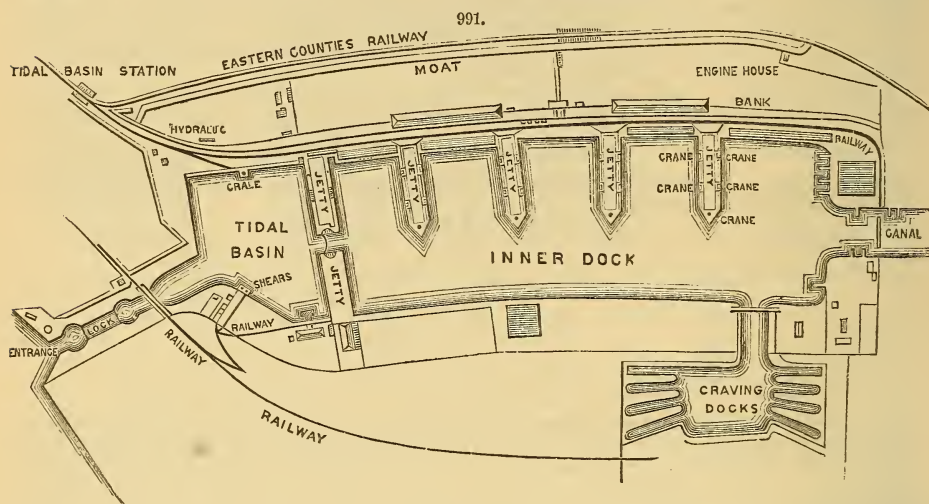 991.
EASTERN COUNTIES RAILWAY
TIDAL BASIN STATION
MOAT
ENGINE HOUSE
BANK
HYDRALUC
RAILWAY
CRALE
JETTY
JETTY
JETTY
JETTY
CRANE
JETTY
CRANE
CRANE
CRANE
CRANE
TIDAL
BASIN
JETTY
INNER DOCK
CANAL
SHEARS
LOCK
RAILWAY
ENTRANCE
RAILWAY
RAILWAY
CRAVING
DOCKS